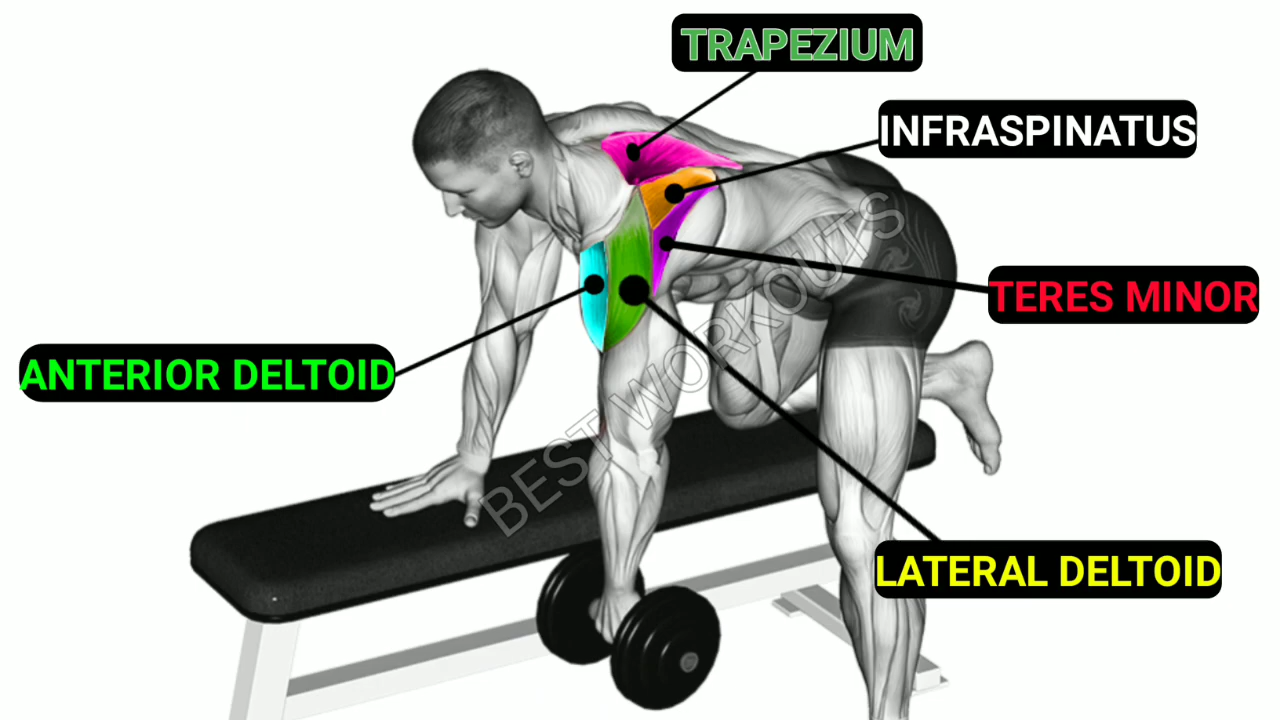 TRAPEZIUM
INFRASPINATUS
TERES MINOR
ANTERIOR DELTOID
BEST WORKOUTS
LATERAL DELTOID